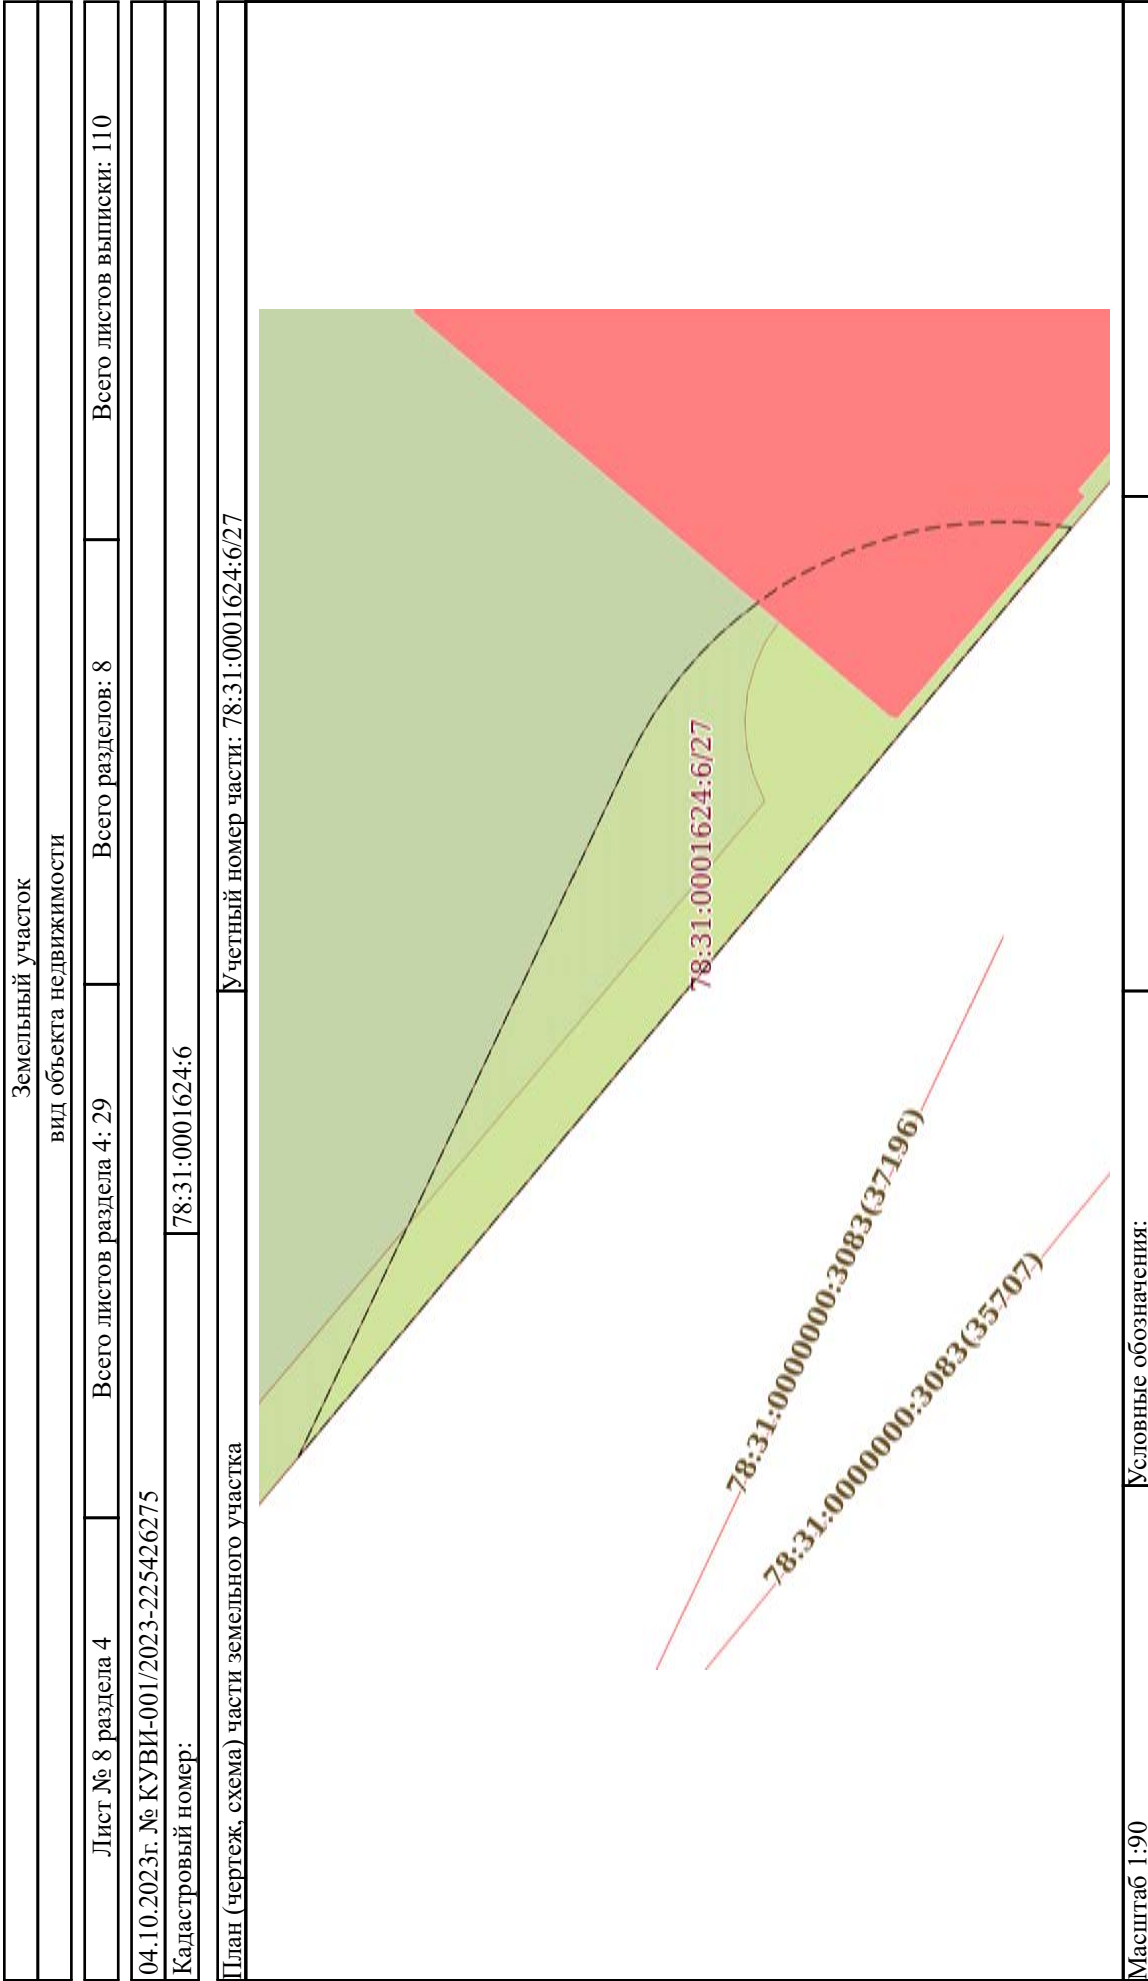 Земельный участок
вид объекта недвижимости
Лист № 8 раздела 4 Всего листов раздела 4: 29 Всего разделов: 8 Всего листов выписки: 110
04.10.2023г. № КУВИ-001/2023-225426275
Кадастровый номер: 78:31:0001624:6
План (чертеж, схема) части земельного участка Учетный номер части: 78:31:0001624:6/27
78:31:0001624:6/27
78:31:0000000:3083(37196)
78:31:0000000:3083(35707)
Масштаб 1:90 Условные обозначения: